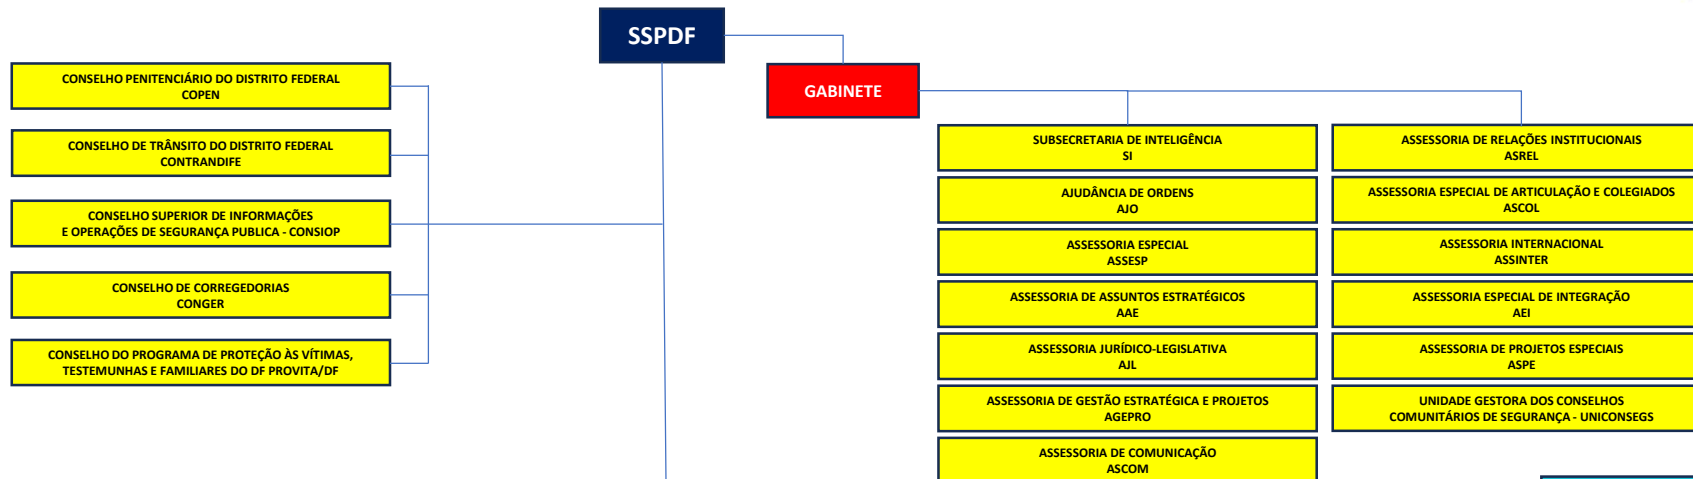 SSPDF
GABINETE
CONSELHO PENITENCIÁRIO DO DISTRITO FEDERAL
COPEN
CONSELHO DE TRÂNSITO DO DISTRITO FEDERAL
CONTRANDIFE
CONSELHO SUPERIOR DE INFORMAÇÕES
E OPERAÇÕES DE SEGURANÇA PUBLICA - CONSIOP
CONSELHO DE CORREGEDORIAS
CONGER
CONSELHO DO PROGRAMA DE PROTEÇÃO ÀS VÍTIMAS,
TESTEMUNHAS E FAMILIARES DO DF PROVITA/DF
SUBSECRETARIA DE INTELIGÊNCIA
SI
AJUDÂNCIA DE ORDENS
AJO
ASSESSORIA ESPECIAL
ASSESP
ASSESSORIA DE ASSUNTOS ESTRATÉGICOS
AAE
ASSESSORIA JURÍDICO-LEGISLATIVA
AJL
ASSESSORIA DE GESTÃO ESTRATÉGICA E PROJETOS
AGEPRO
ASSESSORIA DE COMUNICAÇÃO
ASCOM
ASSESSORIA DE RELAÇÕES INSTITUCIONAIS
ASREL
ASSESSORIA ESPECIAL DE ARTICULAÇÃO E COLEGIADOS
ASCOL
ASSESSORIA INTERNACIONAL
ASSINTER
ASSESSORIA ESPECIAL DE INTEGRAÇÃO
AEI
ASSESSORIA DE PROJETOS ESPECIAIS
ASPE
UNIDADE GESTORA DOS CONSELHOS
COMUNITÁRIOS DE SEGURANÇA - UNICONSEGS